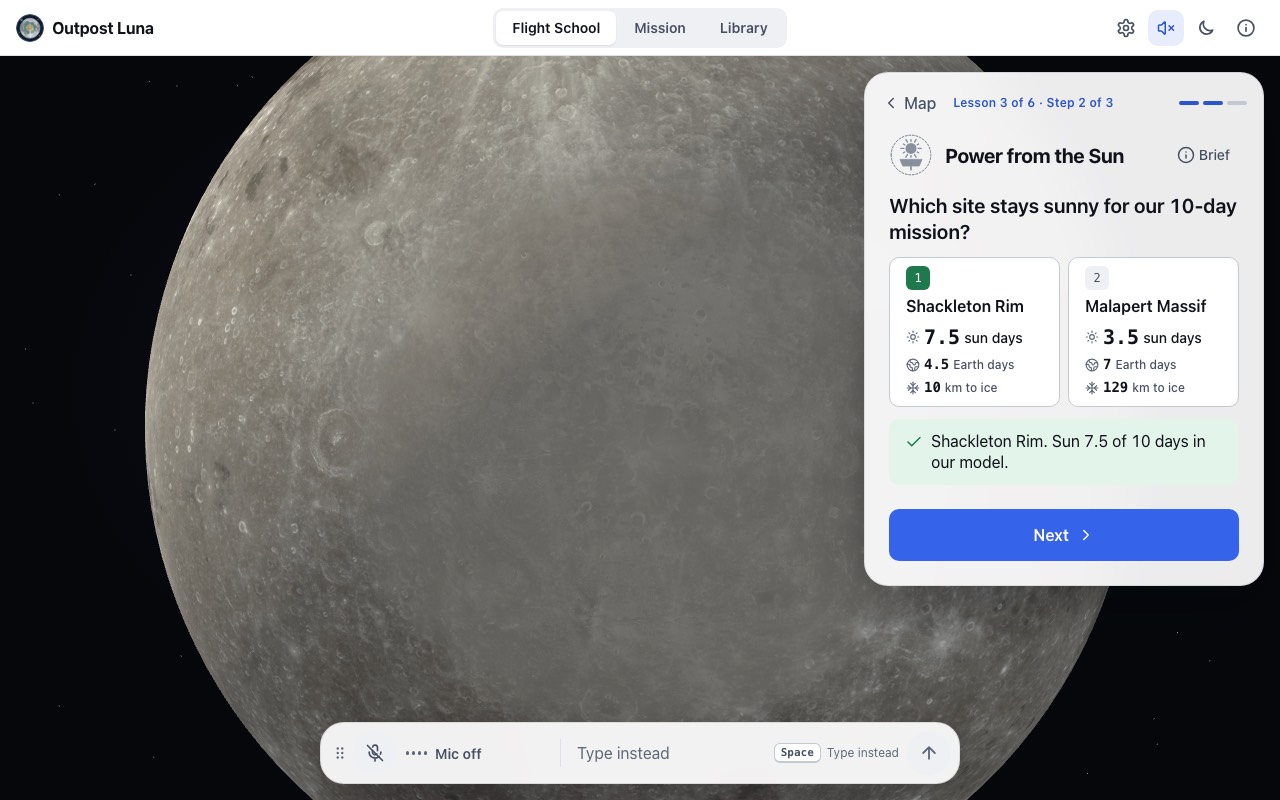 Outpost Luna
Flight School
Mission
Library
Map
Lesson 3 of 6 · Step 2 of 3
Power from the Sun
Brief
Which site stays sunny for our 10-day
mission?
1
Shackleton Rim
7.5 sun days
4.5 Earth days
10 km to ice
2
Malapert Massif
3.5 sun days
7 Earth days
129 km to ice
Shackleton Rim. Sun 7.5 of 10 days in
our model.
Next
Mic off
Type instead
Space
Type instead